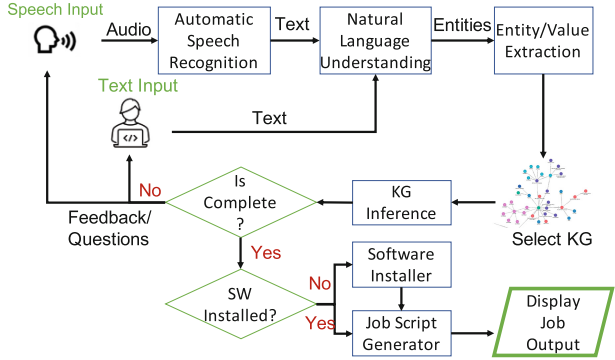 Speech Input
Audio
Automatic
Speech
Recognition
Text
Natural
Language
Understanding
Entities
Entity/Value
Extraction
Text Input
</>
Text
Select KG
KG
Inference
Is
Complete
?
No
Feedback/
Questions
Yes
SW
Installed?
No
Yes
Software
Installer
Job Script
Generator
Display
Job
Output